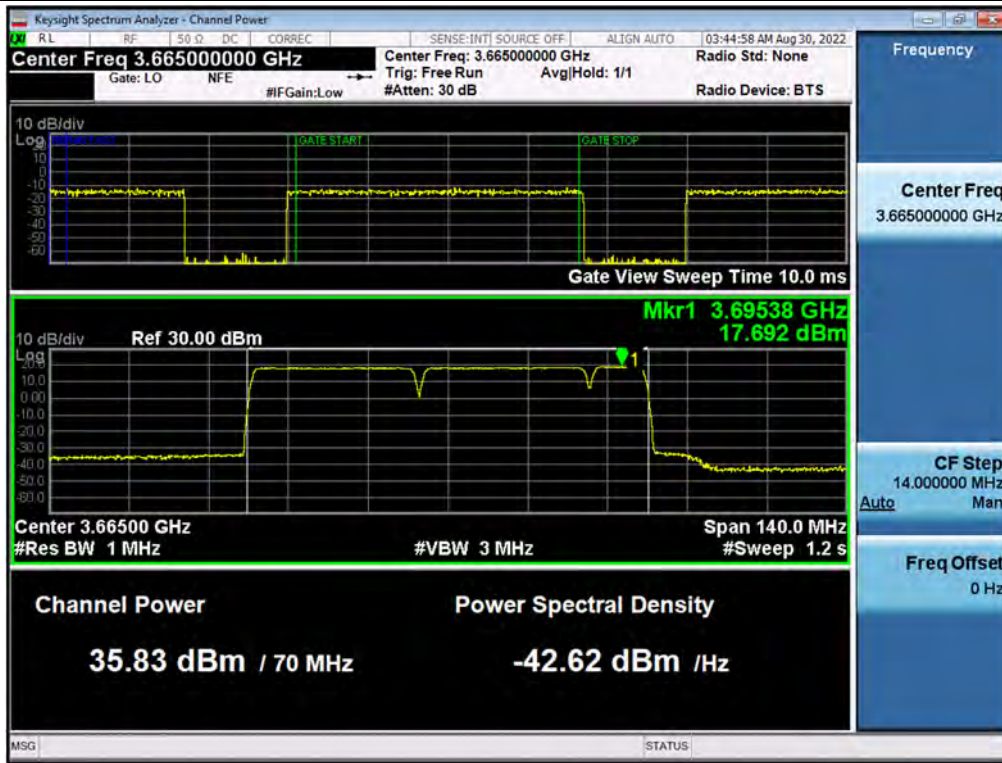 Keysight Spectrum Analyzer - Channel Power
LXI RL RF 50 Ω DC CORREC SENSE:INT SOURCE OFF ALIGN AUTO 03:44:58 AM Aug 30, 2022
Center Freq 3.665000000 GHz
Gate: LO NFE
#IFGain:Low
Center Freq: 3.665000000 GHz
Trig: Free Run Avg|Hold: 1/1
#Atten: 30 dB
Radio Std: None
Radio Device: BTS
10 dB/div
Log
GATE START GATE STOP
10
0
-10
-20
-30
-40
-50
-60
Gate View Sweep Time 10.0 ms
Mkr1 3.69538 GHz
17.692 dBm
10 dB/div Ref 30.00 dBm
Log
1
20.0
10.0
0.00
-10.0
-20.0
-30.0
-40.0
-50.0
-60.0
Center 3.66500 GHz Span 140.0 MHz
#Res BW 1 MHz #VBW 3 MHz #Sweep 1.2 s
Channel Power Power Spectral Density
35.83 dBm / 70 MHz -42.62 dBm /Hz
MSG STATUS
Frequency
Center Freq
3.665000000 GHz
CF Step
14.000000 MHz
Auto Man
Freq Offset
0 Hz